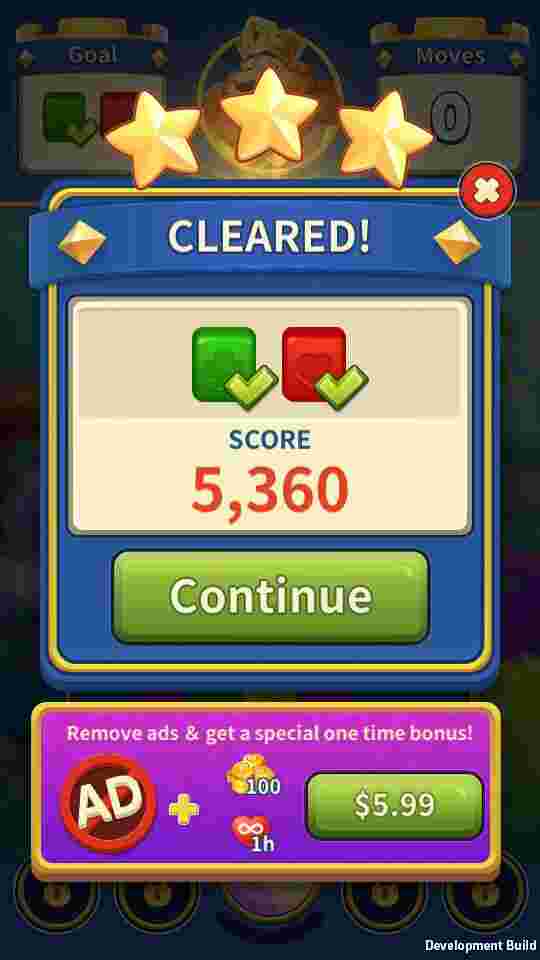 Goal
Moves
0
CLEARED!
SCORE
5,360
Continue
Remove ads & get a special one time bonus!
AD
100
1h
$5.99
Development Build